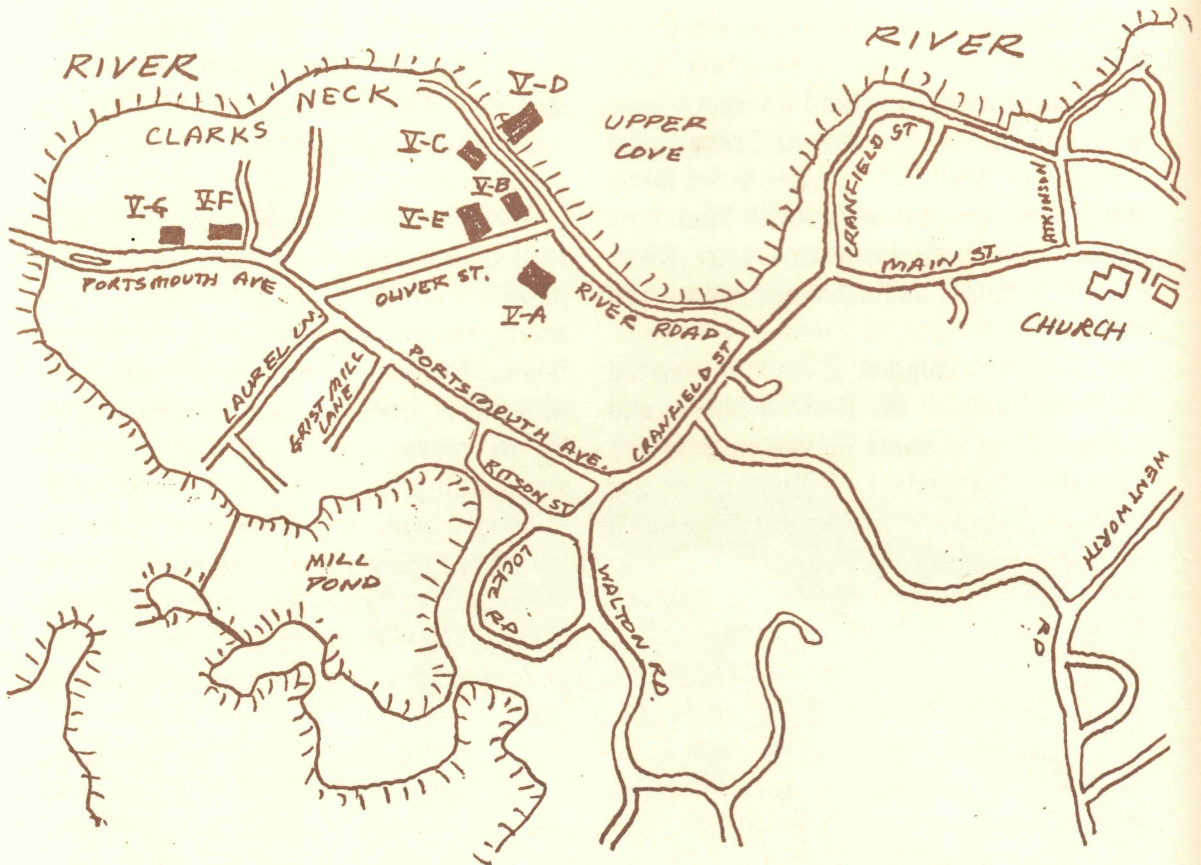 RIVER
RIVER
NECK
CLARKS
V-D
UPPER
COVE
V-C
V-B
V-E
V-G
V-F
V-A
PORTSMOUTH AVE
OLIVER ST.
RIVER ROAD
CRANFIELD ST
ATKINSON
MAIN ST.
CHURCH
LAUREL LN.
GRIST MILL
LANE
PORTSMOUTH AVE.
CRANFIELD ST.
KITSON ST
MILL
POND
LOCKE RD
WALTON RD.
WENTWORTH
RD.